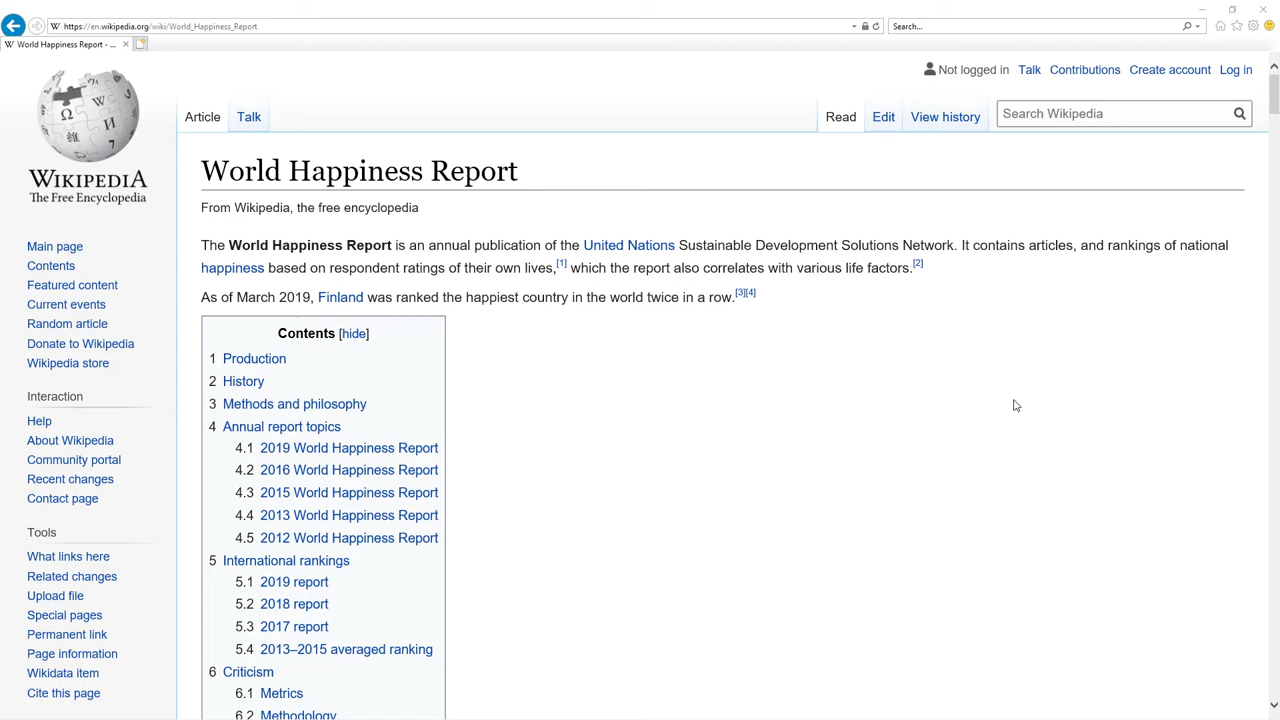 https://en.wikipedia.org/wiki/World_Happiness_Report
Search...
World Happiness Report - ...
Not logged in Talk Contributions Create account Log in
Article Talk Read Edit View history Search Wikipedia
WIKIPEDIA
The Free Encyclopedia
Main page
Contents
Featured content
Current events
Random article
Donate to Wikipedia
Wikipedia store
Interaction
Help
About Wikipedia
Community portal
Recent changes
Contact page
Tools
What links here
Related changes
Upload file
Special pages
Permanent link
Page information
Wikidata item
Cite this page
World Happiness Report
From Wikipedia, the free encyclopedia
The World Happiness Report is an annual publication of the United Nations Sustainable Development Solutions Network. It contains articles, and rankings of national
happiness based on respondent ratings of their own lives,[1] which the report also correlates with various life factors.[2]
As of March 2019, Finland was ranked the happiest country in the world twice in a row.[3][4]
Contents [hide]
1 Production
2 History
3 Methods and philosophy
4 Annual report topics
4.1 2019 World Happiness Report
4.2 2016 World Happiness Report
4.3 2015 World Happiness Report
4.4 2013 World Happiness Report
4.5 2012 World Happiness Report
5 International rankings
5.1 2019 report
5.2 2018 report
5.3 2017 report
5.4 2013–2015 averaged ranking
6 Criticism
6.1 Metrics
6.2 Methodology